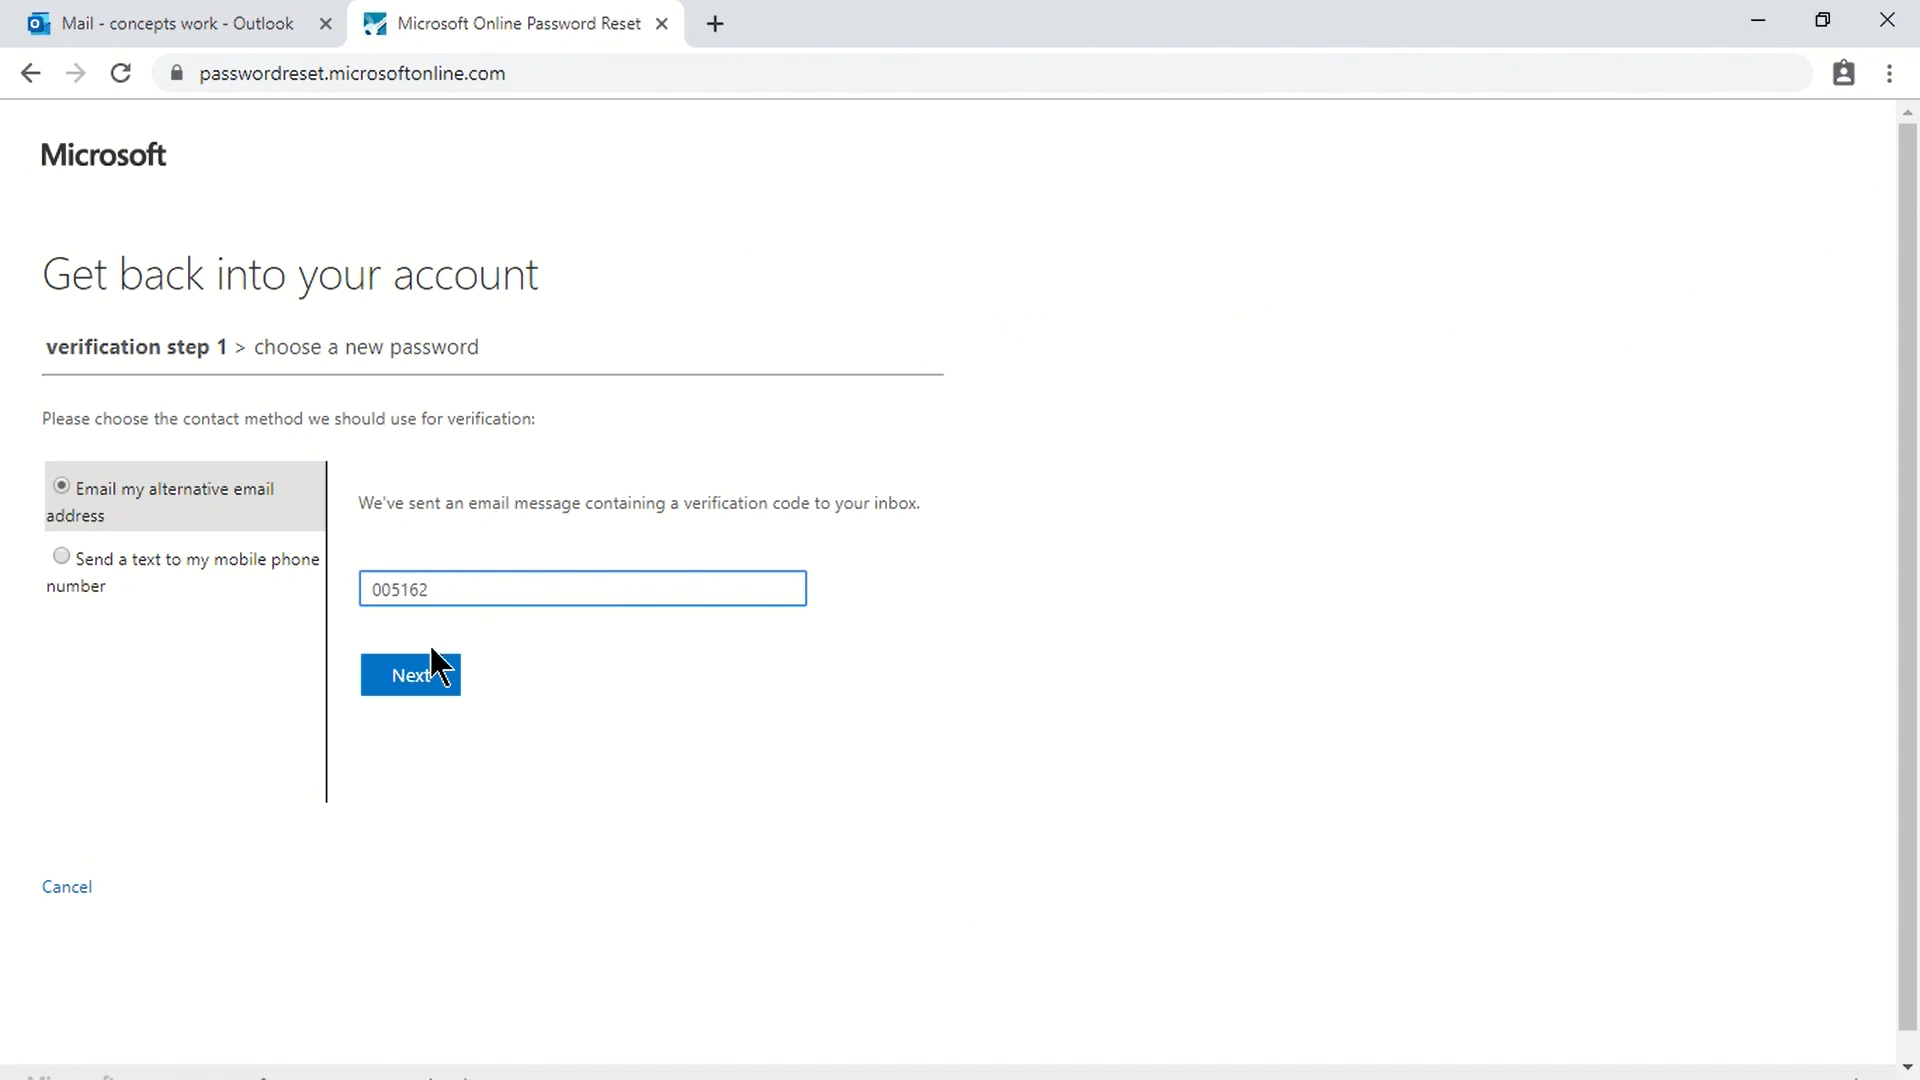 Mail - concepts work - Outlook
Microsoft Online Password Reset
passwordreset.microsoftonline.com
Microsoft
Get back into your account
verification step 1 > choose a new password
Please choose the contact method we should use for verification:
Email my alternative email
address
Send a text to my mobile phone
number
We've sent an email message containing a verification code to your inbox.
005162
Next
Cancel